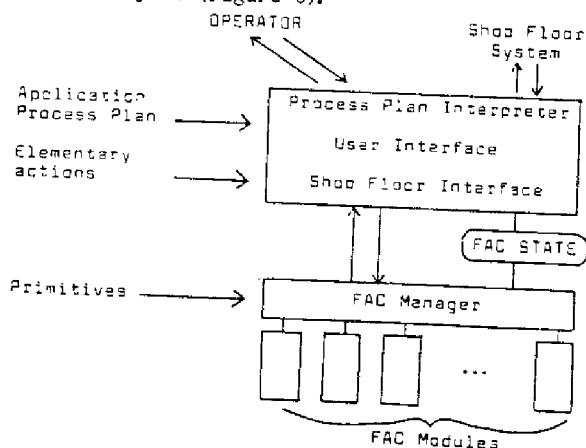 OPERATOR
Shop Floor
System
Application
Process Plan
Process Plan Interpreter
User Interface
Elementary
actions
Shop Floor Interface
FAC STATE
Primitives
FAC Manager
...
FAC Modules